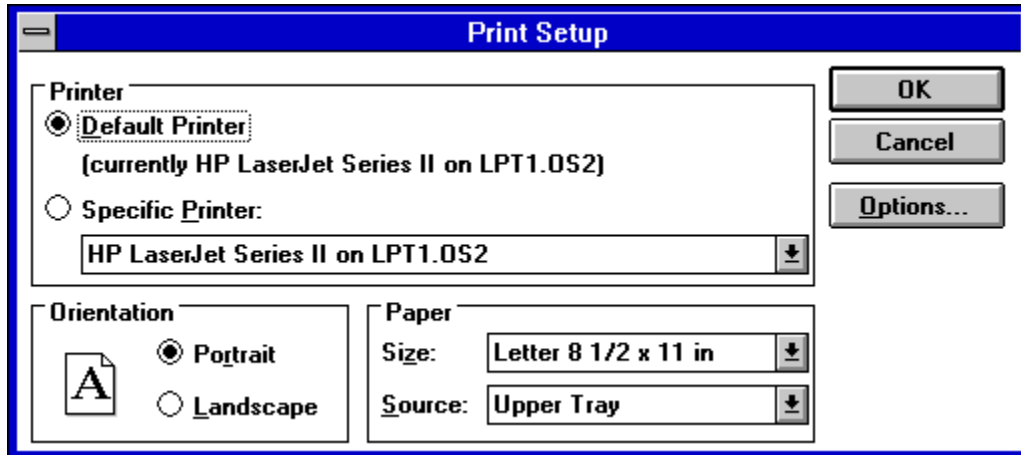 Print Setup
Printer
Default Printer
(currently HP LaserJet Series II on LPT1.OS2)
Specific Printer:
HP LaserJet Series II on LPT1.OS2
OK
Cancel
Options...
Orientation
A
Portrait
Landscape
Paper
Size: Letter 8 1/2 x 11 in
Source: Upper Tray